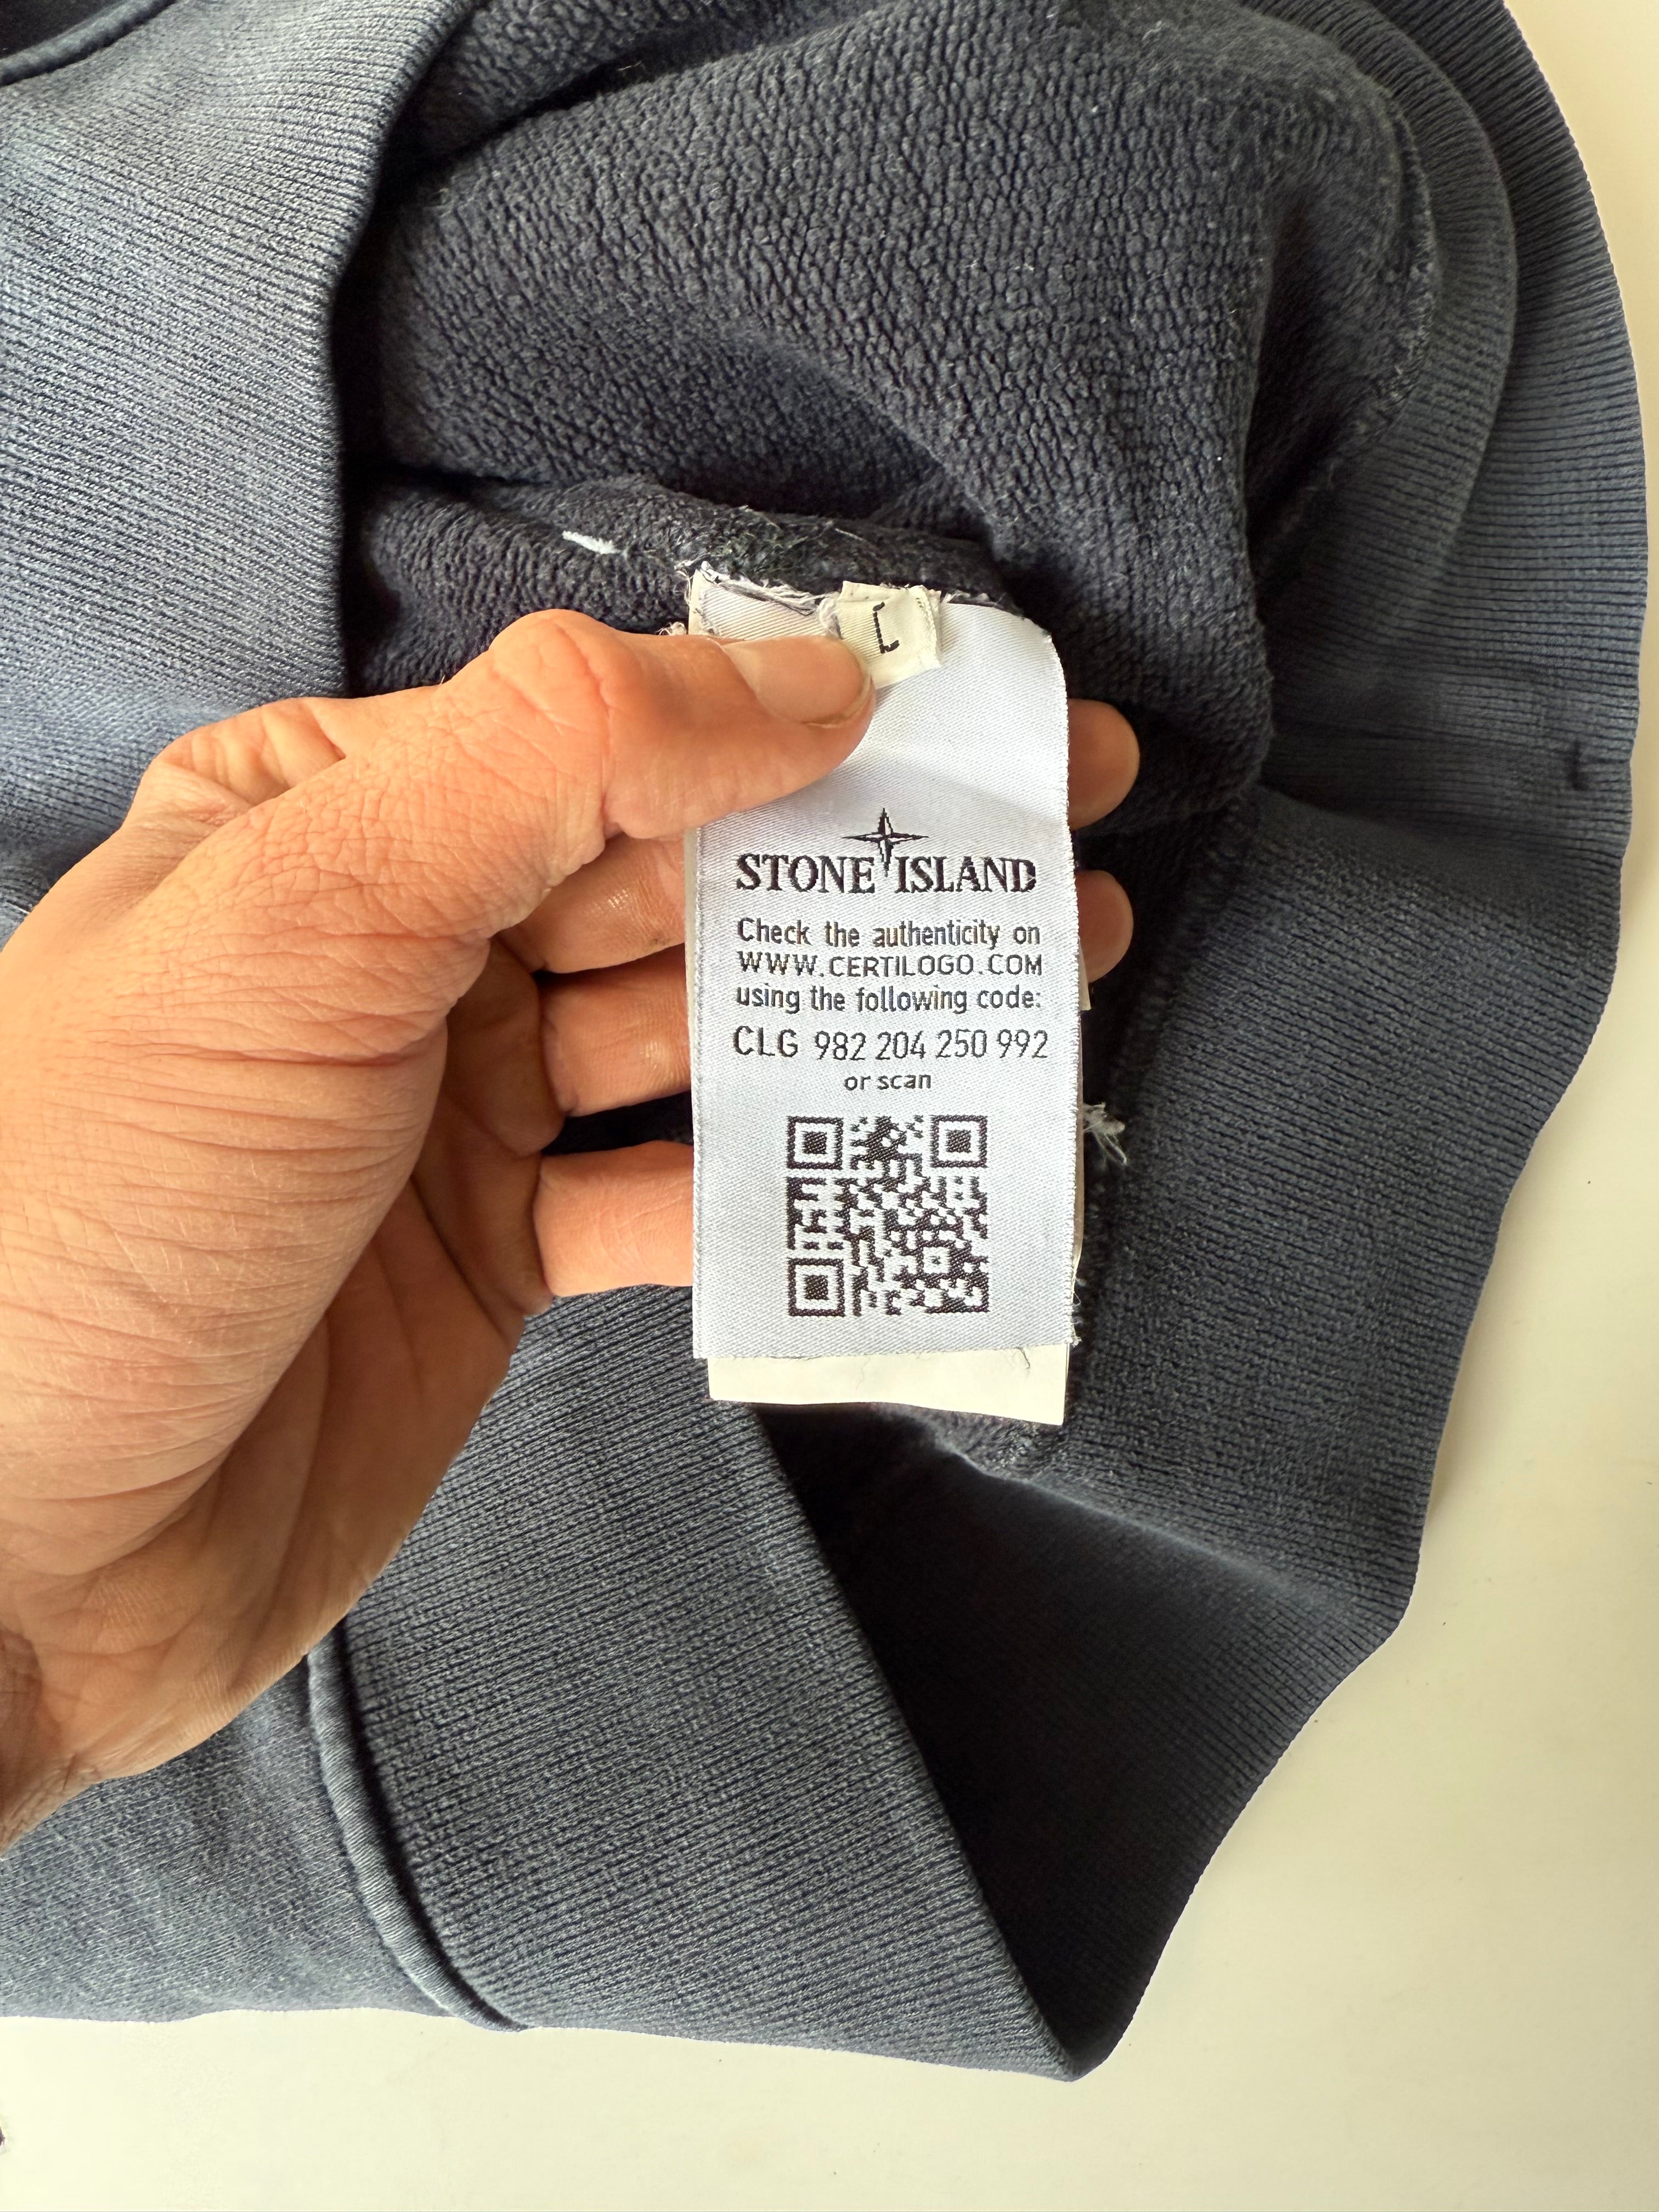 L
STONE ISLAND
Check the authenticity on
WWW.CERTILOGO.COM
using the following code:
CLG 982 204 250 992
or scan